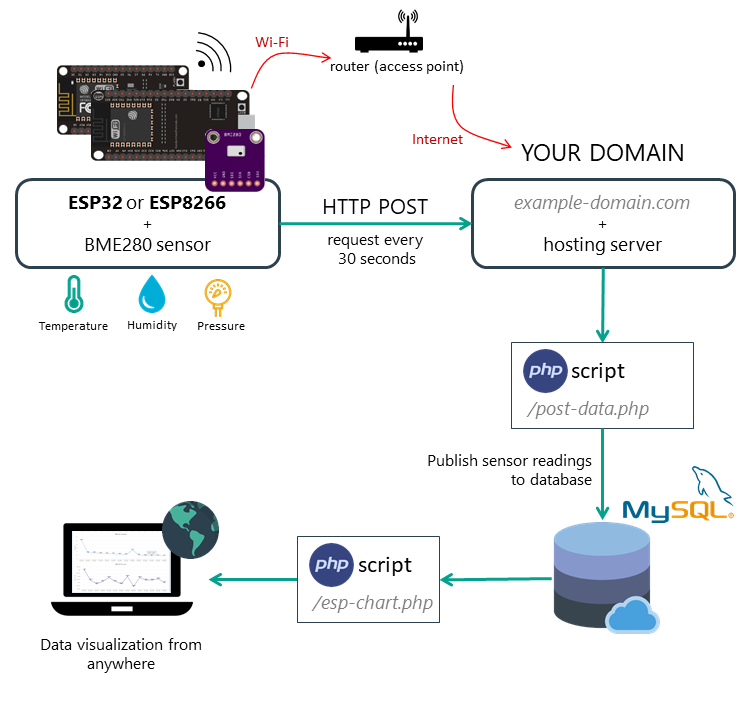 Wi-Fi
router (access point)
Internet
YOUR DOMAIN
BME280
ESP32 or ESP8266
+
BME280 sensor
HTTP POST
request every
30 seconds
example-domain.com
+
hosting server
Temperature
Humidity
Pressure
php script
/post-data.php
Publish sensor readings
to database
MySQL
php script
/esp-chart.php
Data visualization from
anywhere